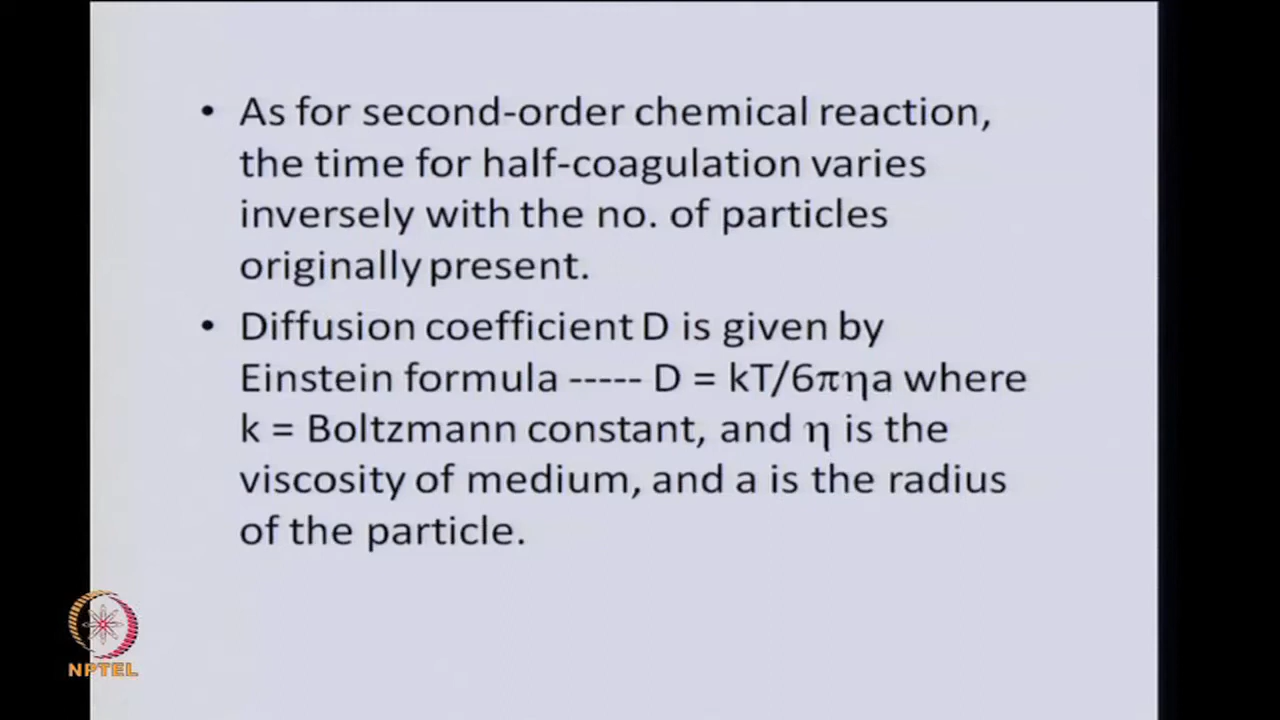 • As for second-order chemical reaction,
the time for half-coagulation varies
inversely with the no. of particles
originally present.
• Diffusion coefficient D is given by
Einstein formula ----- D = kT/6πηa where
k = Boltzmann constant, and η is the
viscosity of medium, and a is the radius
of the particle.
NPTEL